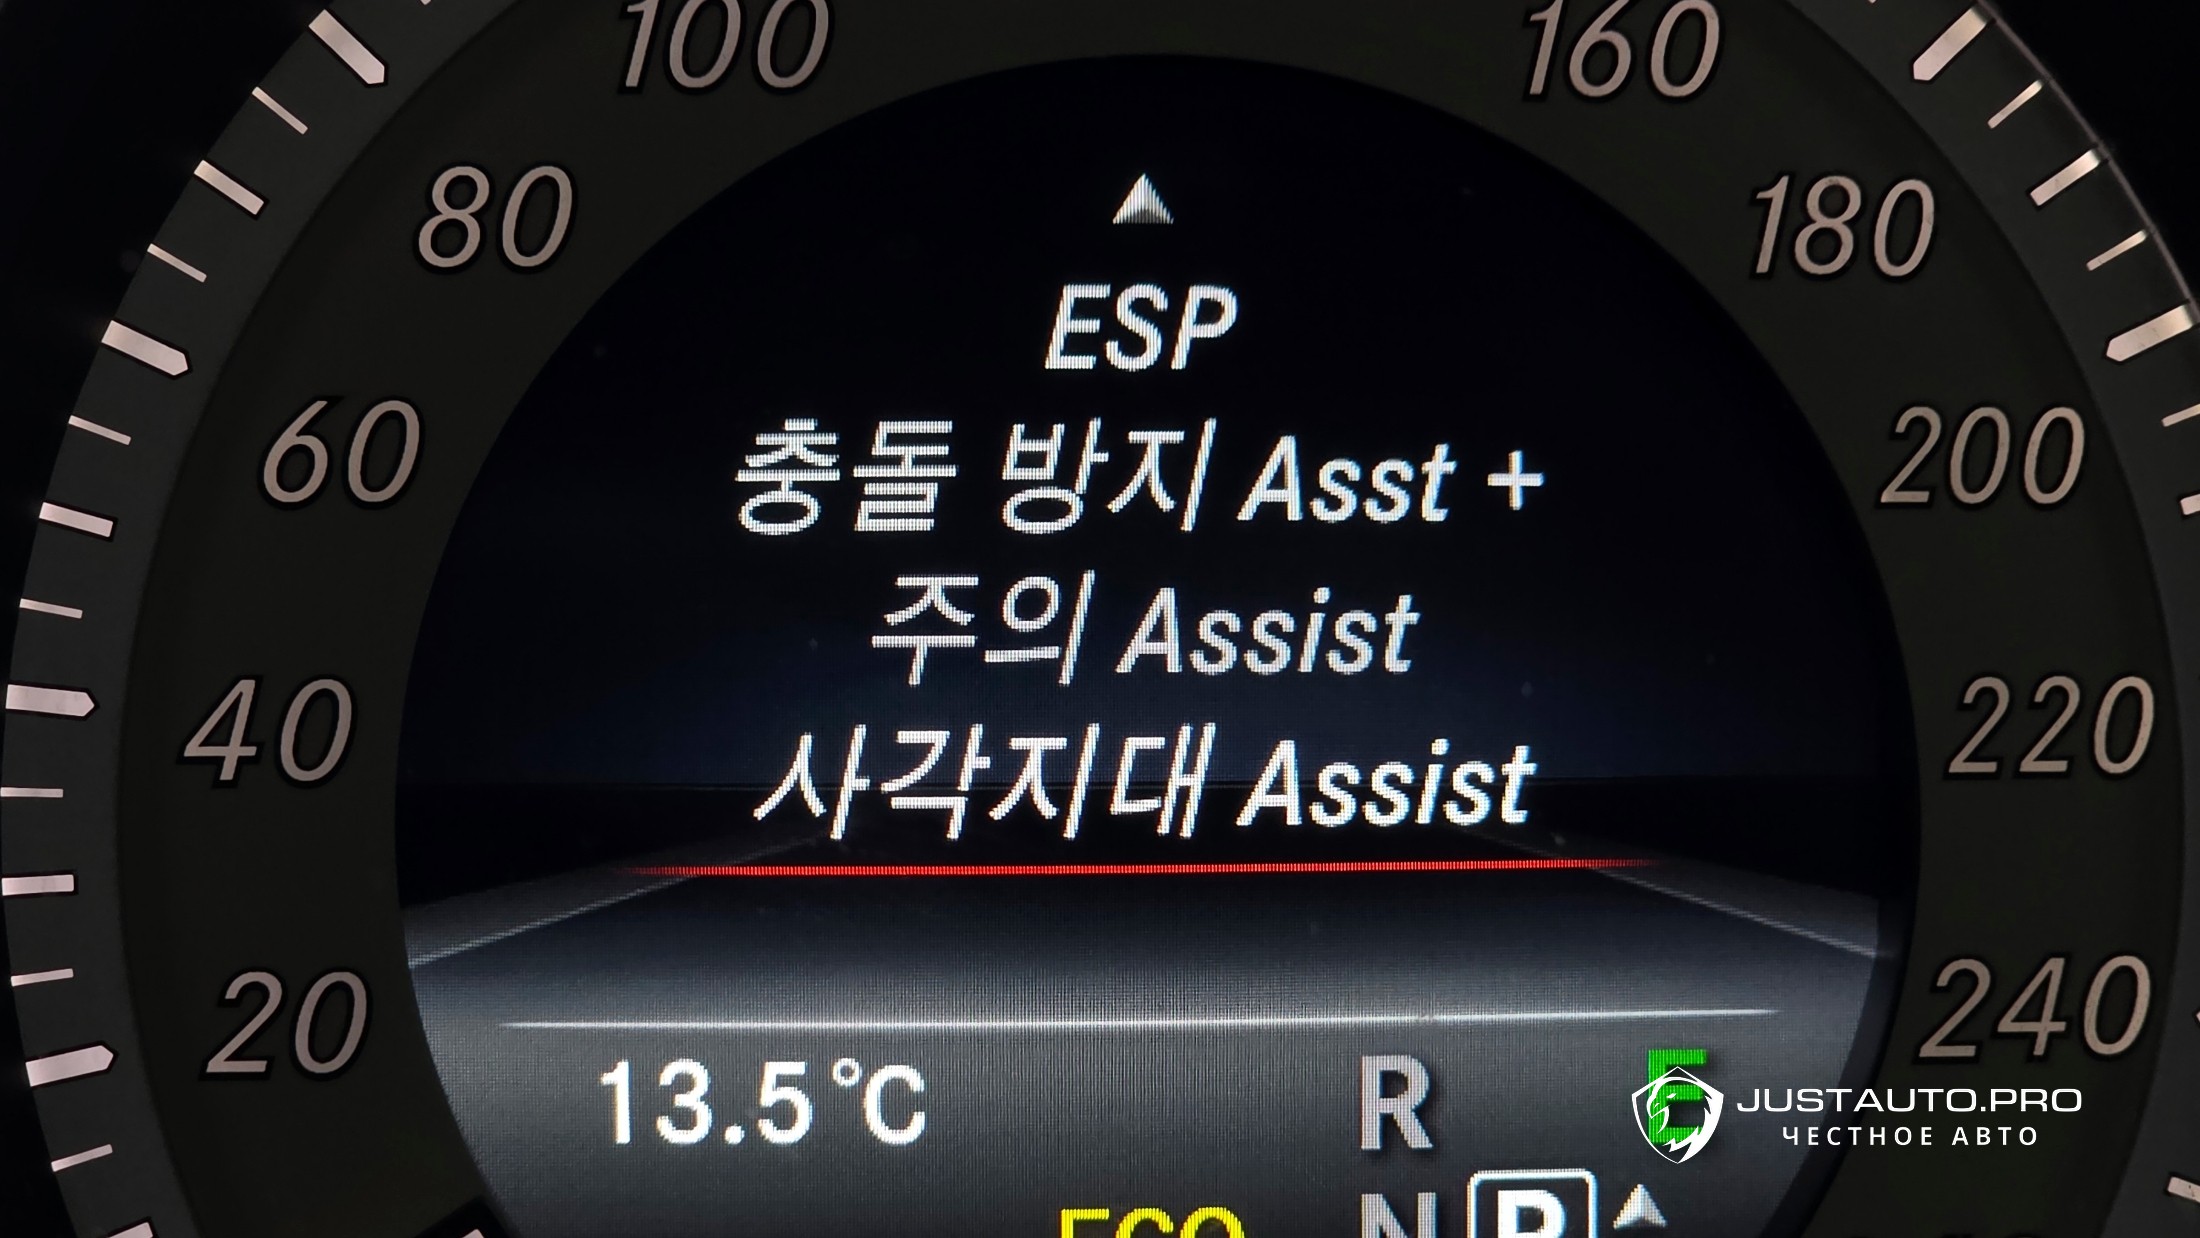 100 160
80 180
60 200
40 220
20 240
ESP
충돌 방지 Asst +
주의 Assist
사각지대 Assist
13.5°C
R E
ECO N P
JUSTAUTO.PRO
ЧЕСТНОЕ АВТО